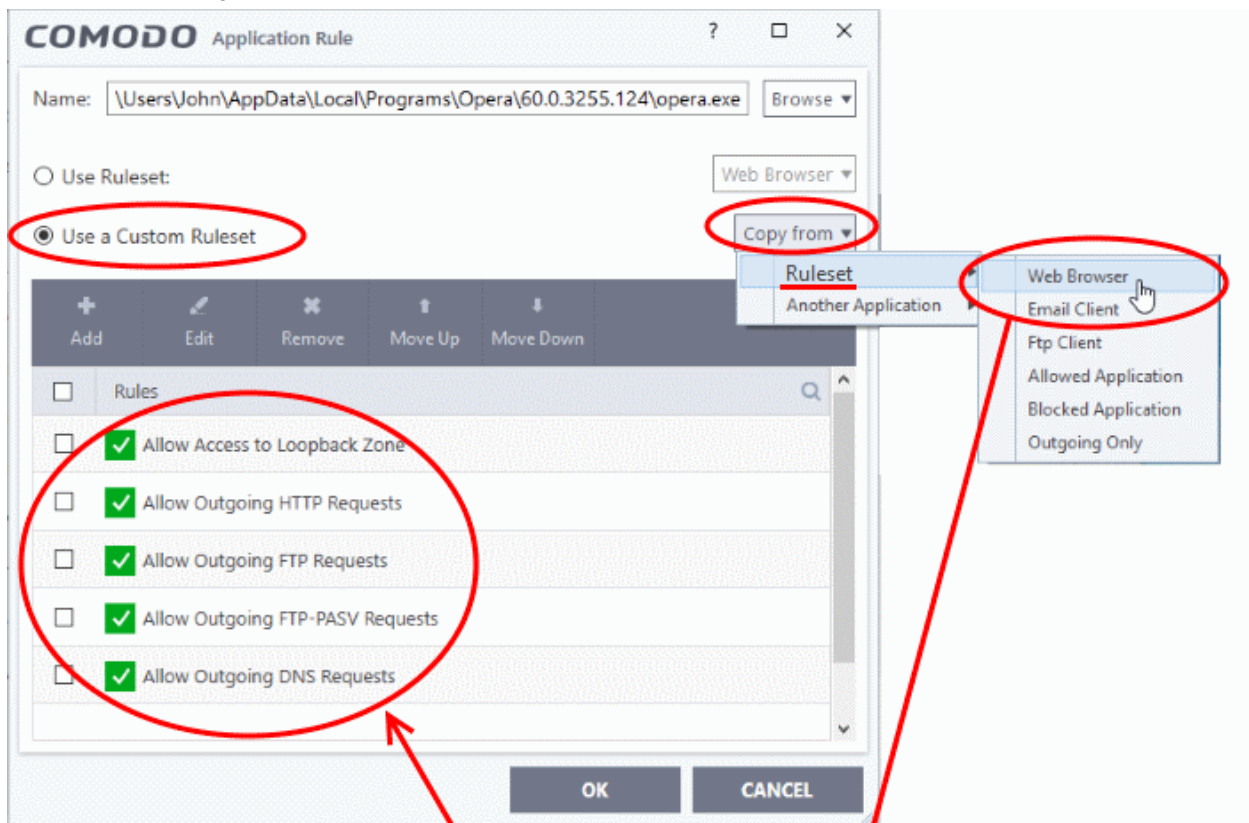 COMODO Application Rule
Name: \Users\John\AppData\Local\Programs\Opera\60.0.3255.124\opera.exe Browse
Use Ruleset: Web Browser
Use a Custom Ruleset Copy from
Ruleset
Another Application
Web Browser
Email Client
Ftp Client
Allowed Application
Blocked Application
Outgoing Only
Add Edit Remove Move Up Move Down
Rules
Allow Access to Loopback Zone
Allow Outgoing HTTP Requests
Allow Outgoing FTP Requests
Allow Outgoing FTP-PASV Requests
Allow Outgoing DNS Requests
OK CANCEL